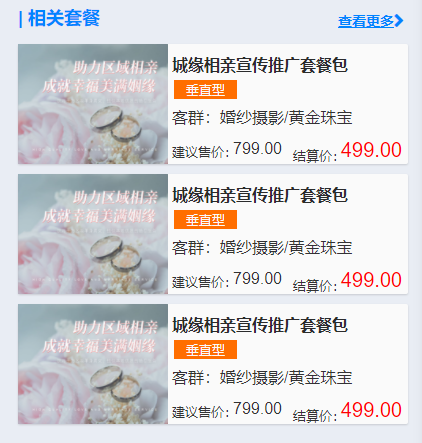 | 相关套餐
查看更多
助力区域相亲
成就幸福美满姻缘
城缘相亲宣传推广套餐包
垂直型
客群：婚纱摄影/黄金珠宝
建议售价：799.00 结算价：499.00
助力区域相亲
成就幸福美满姻缘
城缘相亲宣传推广套餐包
垂直型
客群：婚纱摄影/黄金珠宝
建议售价：799.00 结算价：499.00
助力区域相亲
成就幸福美满姻缘
城缘相亲宣传推广套餐包
垂直型
客群：婚纱摄影/黄金珠宝
建议售价：799.00 结算价：499.00